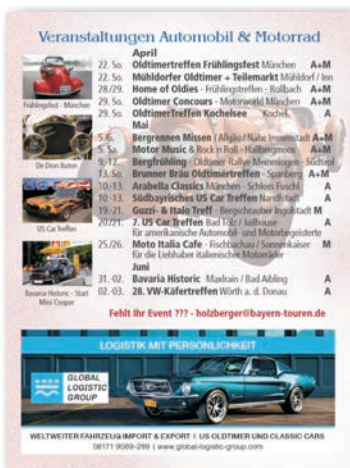 Veranstaltungen Automobil & Motorrad
April
22. So. Oldtimertreffen Frühlingsfest München A+M
22. So. Mühldorfer Oldtimer + Teilemarkt Mühldorf / Inn
28./29. Home of Oldies - Frühlingstreffen - Rollbach A+M
29. So. Oldtimer Concours - Motorworld München A+M
29. So. OldtimerTreffen Kochelsee - Kochel A
Mai
5./6. Bergrennen Missen (Allgäu / Nähe Immenstadt A+M
5. Sa. Motor Music & Rock n Roll - Hallbergmoos A+M
9.-12. Bergfrühling - Oldtimer-Rallye Memmingen - Südtirol
13. So. Brunner Bräu Oldtimertreffen - Spanberg A+M
10.-13. Arabella Classics München - Schloss Fuschl A
10.-13. Südbayrisches US Car Treffen Nandlstadt A
19.-21. Guzzi- & Italo Treff - Bergschrauber Ingolstadt M
20./21. 7. US Car Treffen Bad Tölz / Jailhouse A
für amerikanische Automobil - und Motorbegeisterte
25./26. Moto Italia Cafe - Fischbachau / Sonnenkaiser M
für die Liebhaber italienischer Motorräder
Juni
31.-02. Bavaria Historic Maxlrain / Bad Aibling A
02.-03. 28. VW-Käfertreffen Wörth a. d. Donau A
Frühlingsfest - München
De Dion Buton
US Car Treffen
Bavaria Historic - Start
Mini Cooper
Fehlt Ihr Event ??? - holzberger@bayern-touren.de
LOGISTIK MIT PERSÖNLICHKEIT
GLOBAL
LOGISTIC
GROUP
WELTWEITER FAHRZEUG IMPORT & EXPORT I US OLDTIMER UND CLASSIC CARS
08171 9089-289 | www.global-logistic-group.com